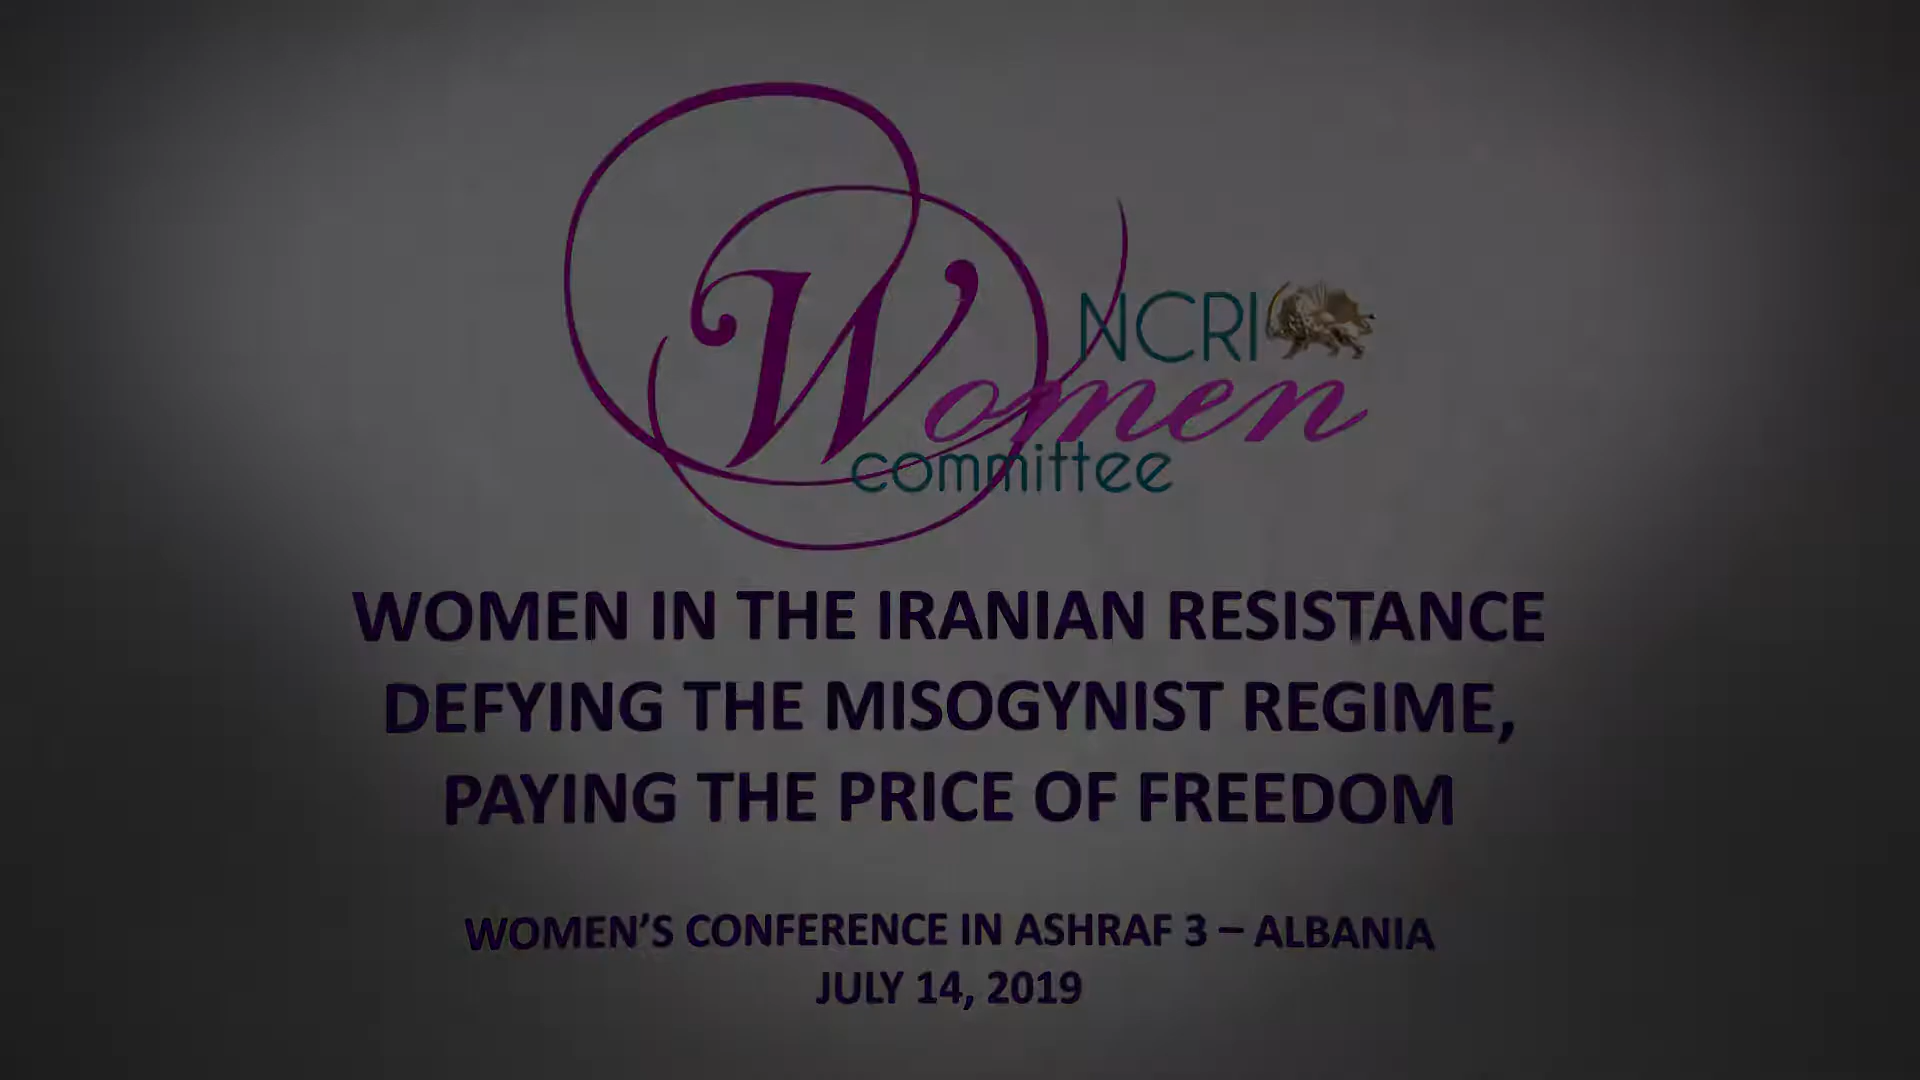 NCRI
Women
committee
WOMEN IN THE IRANIAN RESISTANCE
DEFYING THE MISOGYNIST REGIME,
PAYING THE PRICE OF FREEDOM
WOMEN'S CONFERENCE IN ASHRAF 3 – ALBANIA
JULY 14, 2019